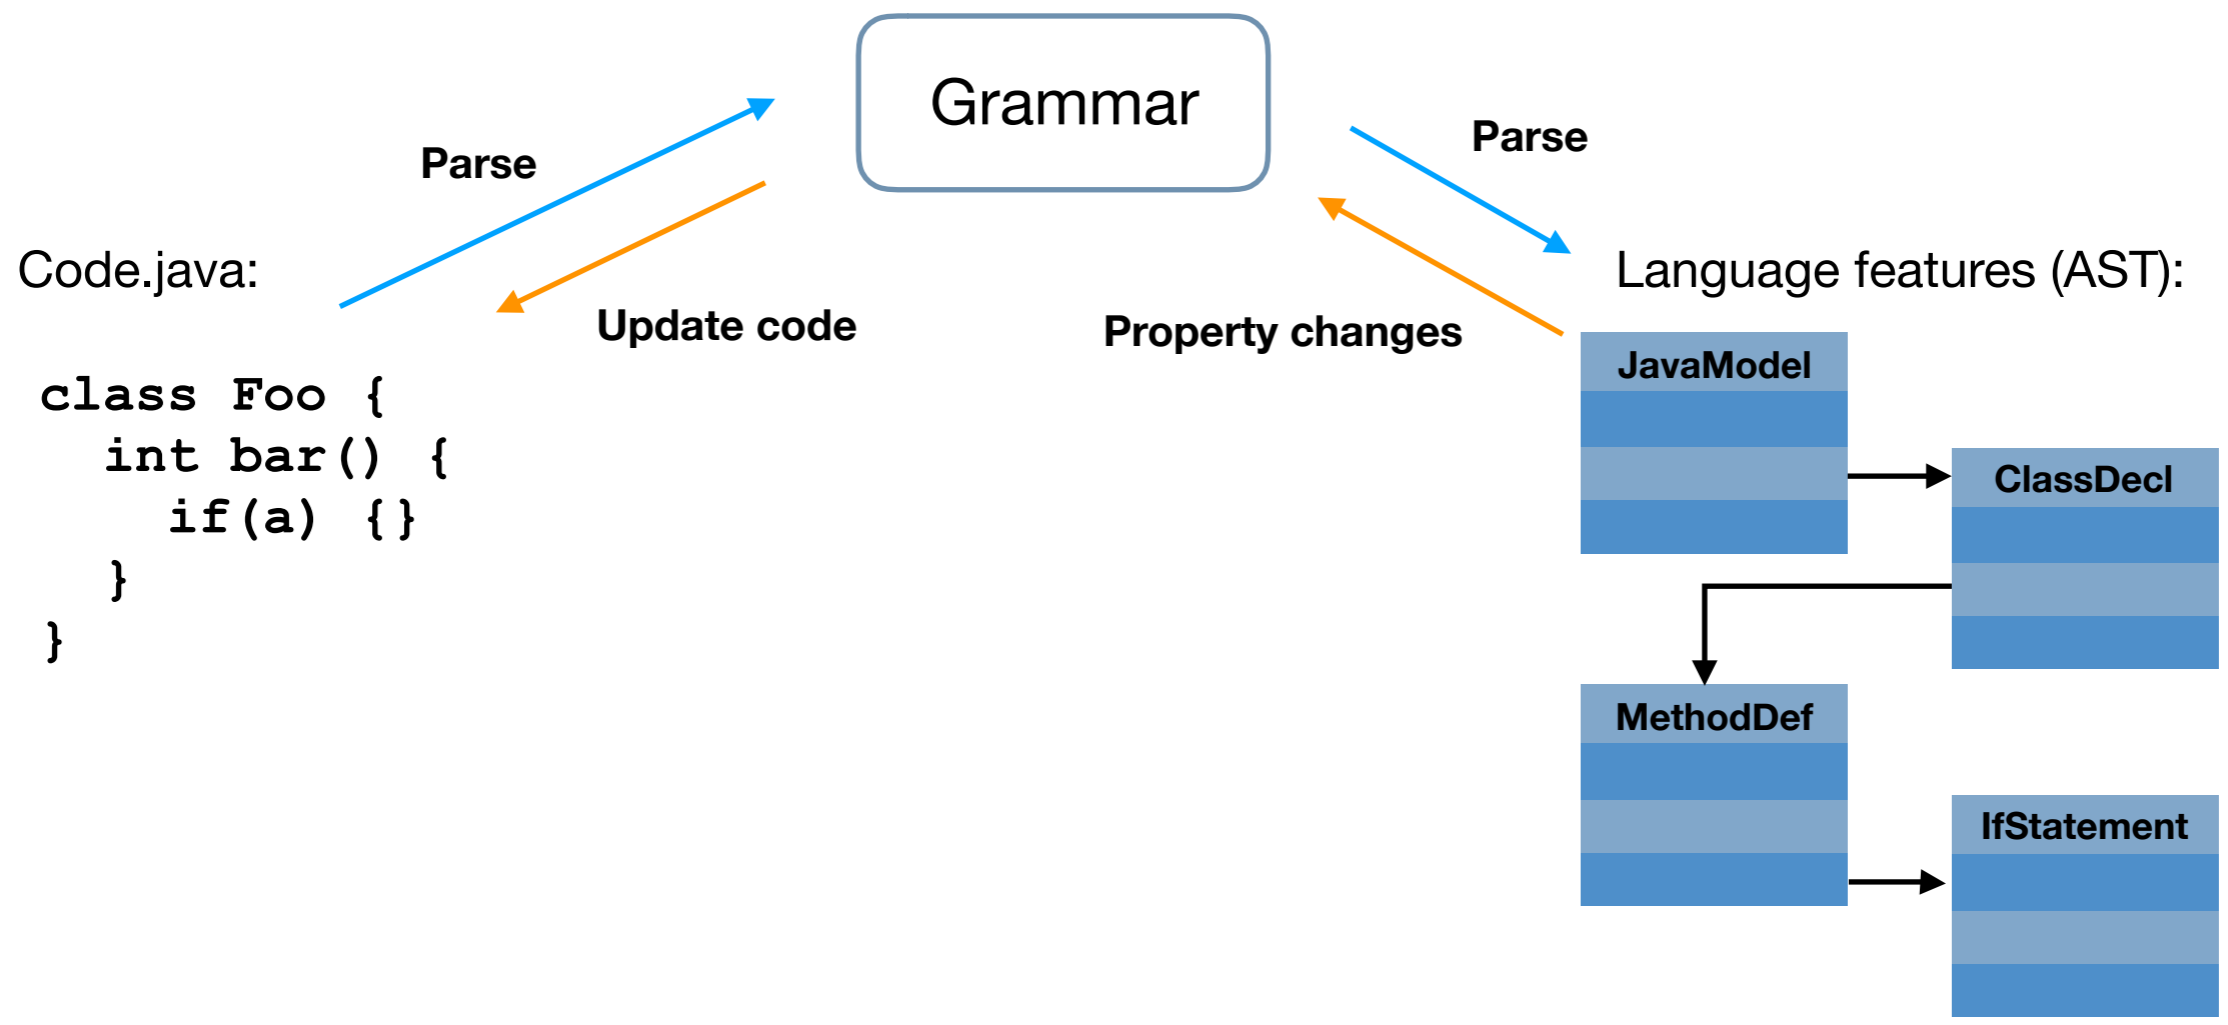 Grammar
Parse
Parse
Code.java:
Language features (AST):
Update code
Property changes
class Foo {
int bar() {
if(a) {}
}
}
JavaModel
ClassDecl
MethodDef
IfStatement